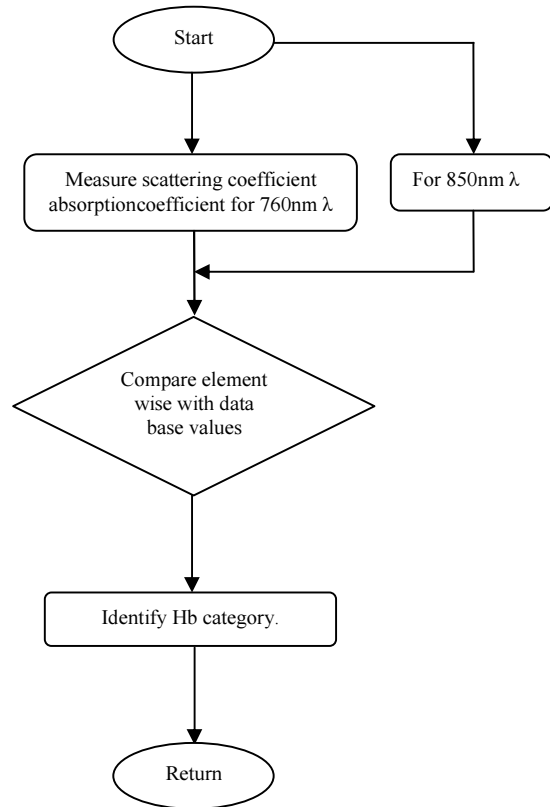 Start
Measure scattering coefficient
absorptioncoefficient for 760nm λ
For 850nm λ
Compare element
wise with data
base values
Identify Hb category.
Return